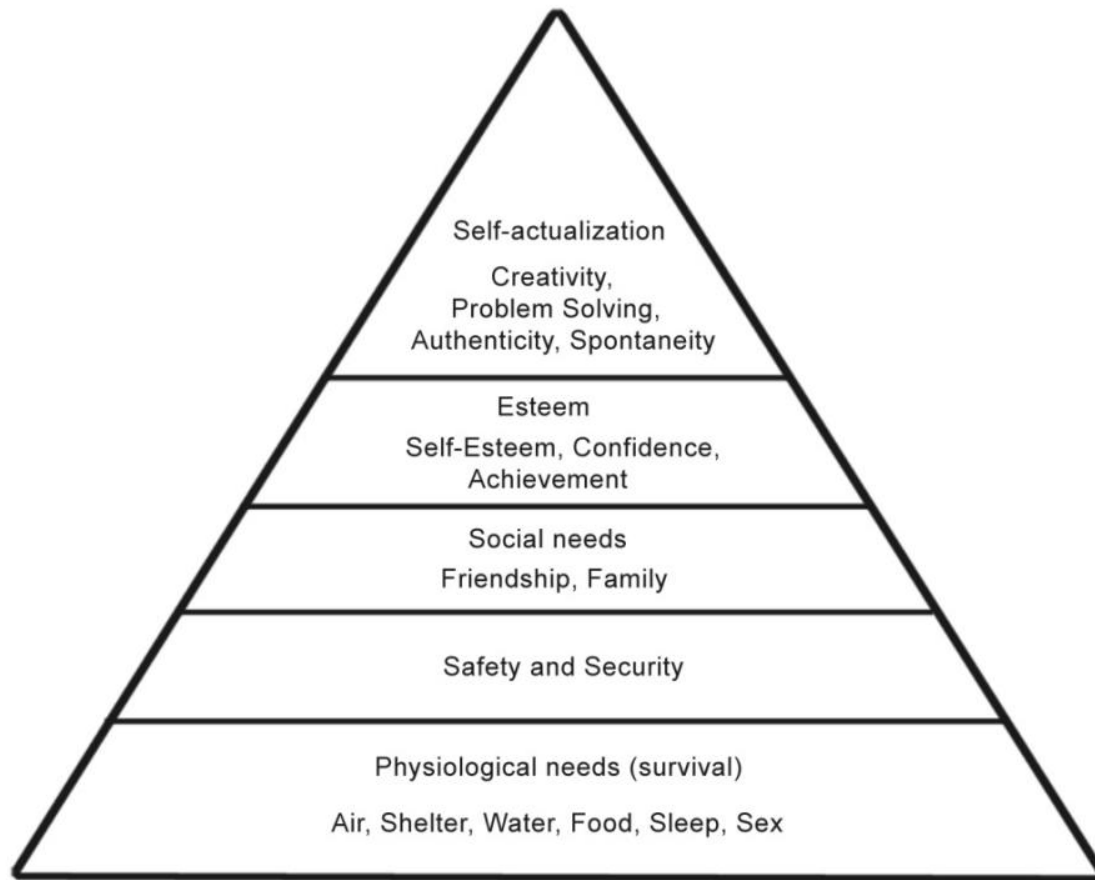 Self-actualization
Creativity,
Problem Solving,
Authenticity, Spontaneity
Esteem
Self-Esteem, Confidence,
Achievement
Social needs
Friendship, Family
Safety and Security
Physiological needs (survival)
Air, Shelter, Water, Food, Sleep, Sex